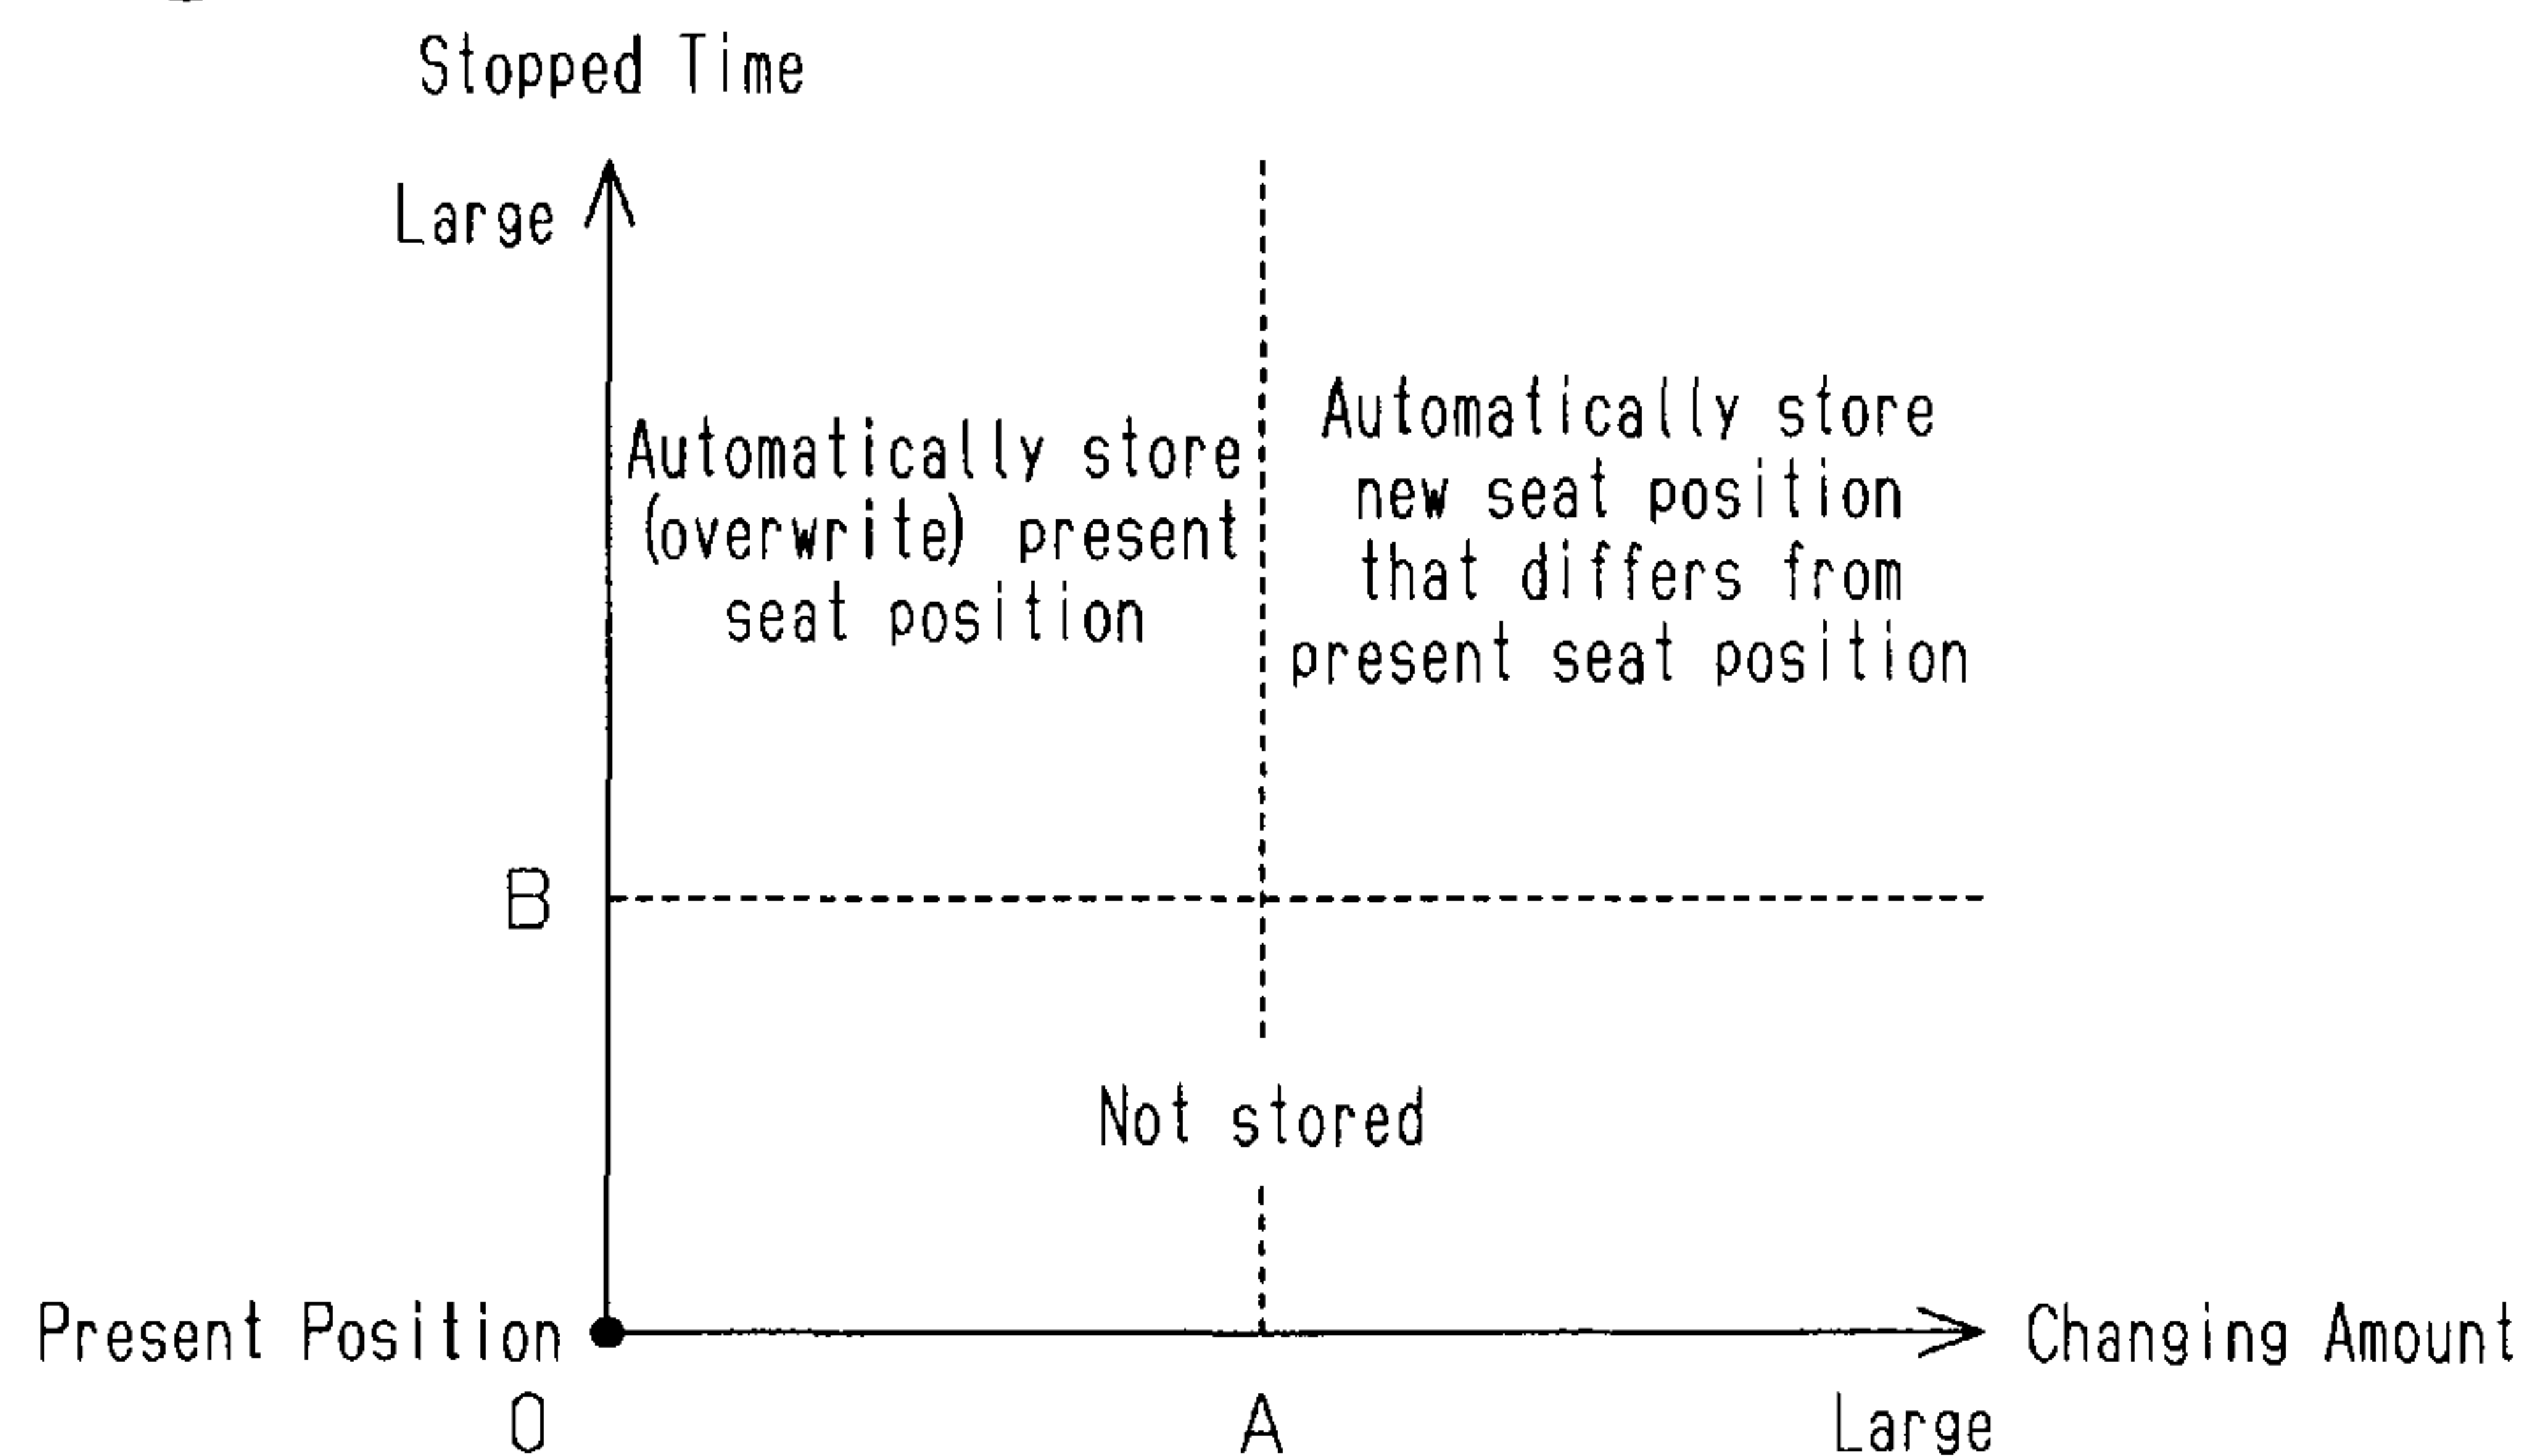 Stopped Time
Large
Automatically store
(overwrite) present
seat position
Automatically store
new seat position
that differs from
present seat position
B
Not stored
Present Position
0
A
Changing Amount
Large